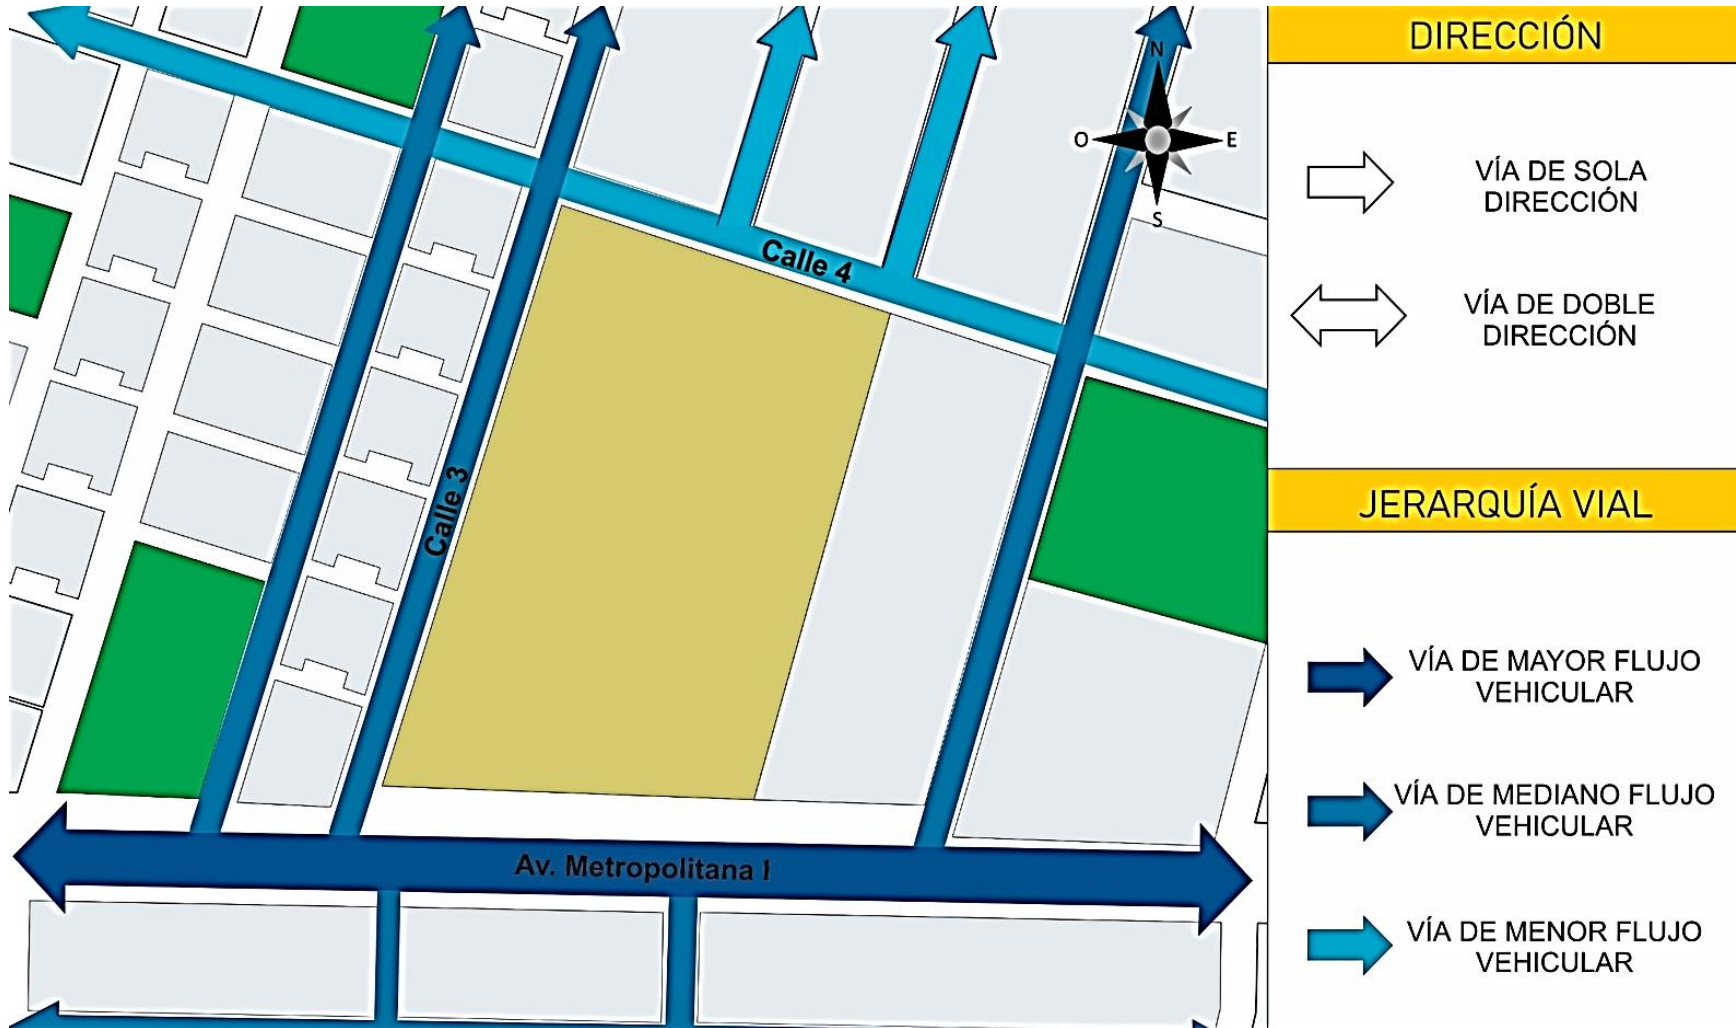 N
O
E
S
Calle 4
Calle 3
Av. Metropolitana I
DIRECCIÓN
VÍA DE SOLA
DIRECCIÓN
VÍA DE DOBLE
DIRECCIÓN
JERARQUÍA VIAL
VÍA DE MAYOR FLUJO
VEHICULAR
VÍA DE MEDIANO FLUJO
VEHICULAR
VÍA DE MENOR FLUJO
VEHICULAR